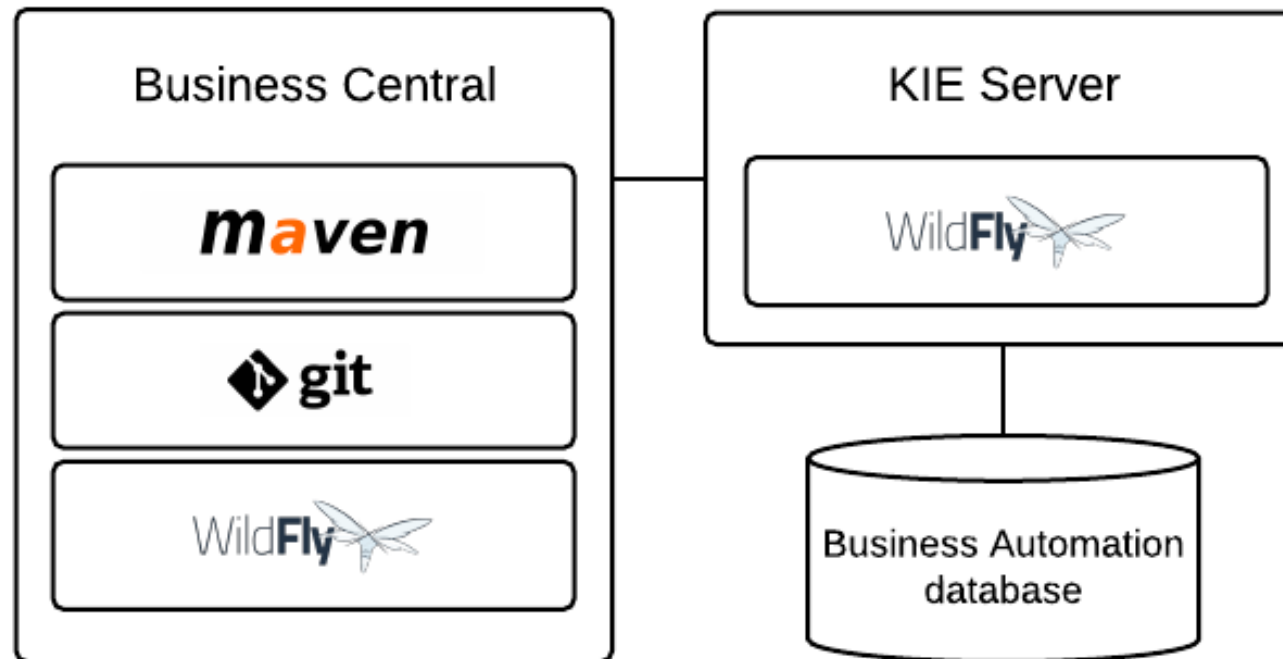 Business Central
maven
git
WildFly
KIE Server
WildFly
Business Automation
database